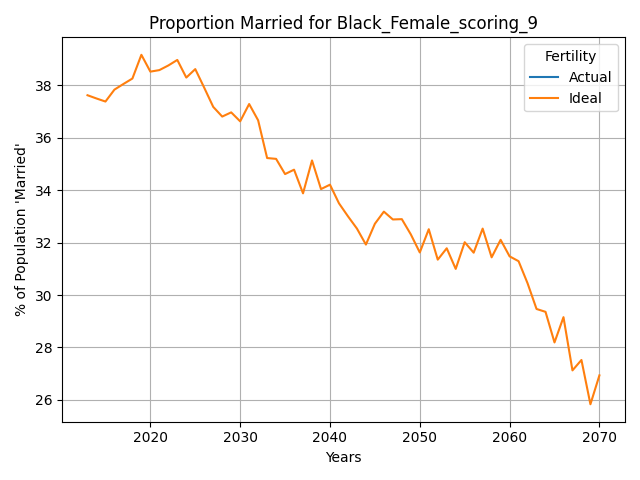 Proportion Married for Black_Female_scoring_9
Fertility
Actual
Ideal
% of Population 'Married'
38
36
34
32
30
28
26
2020 2030 2040 2050 2060 2070
Years